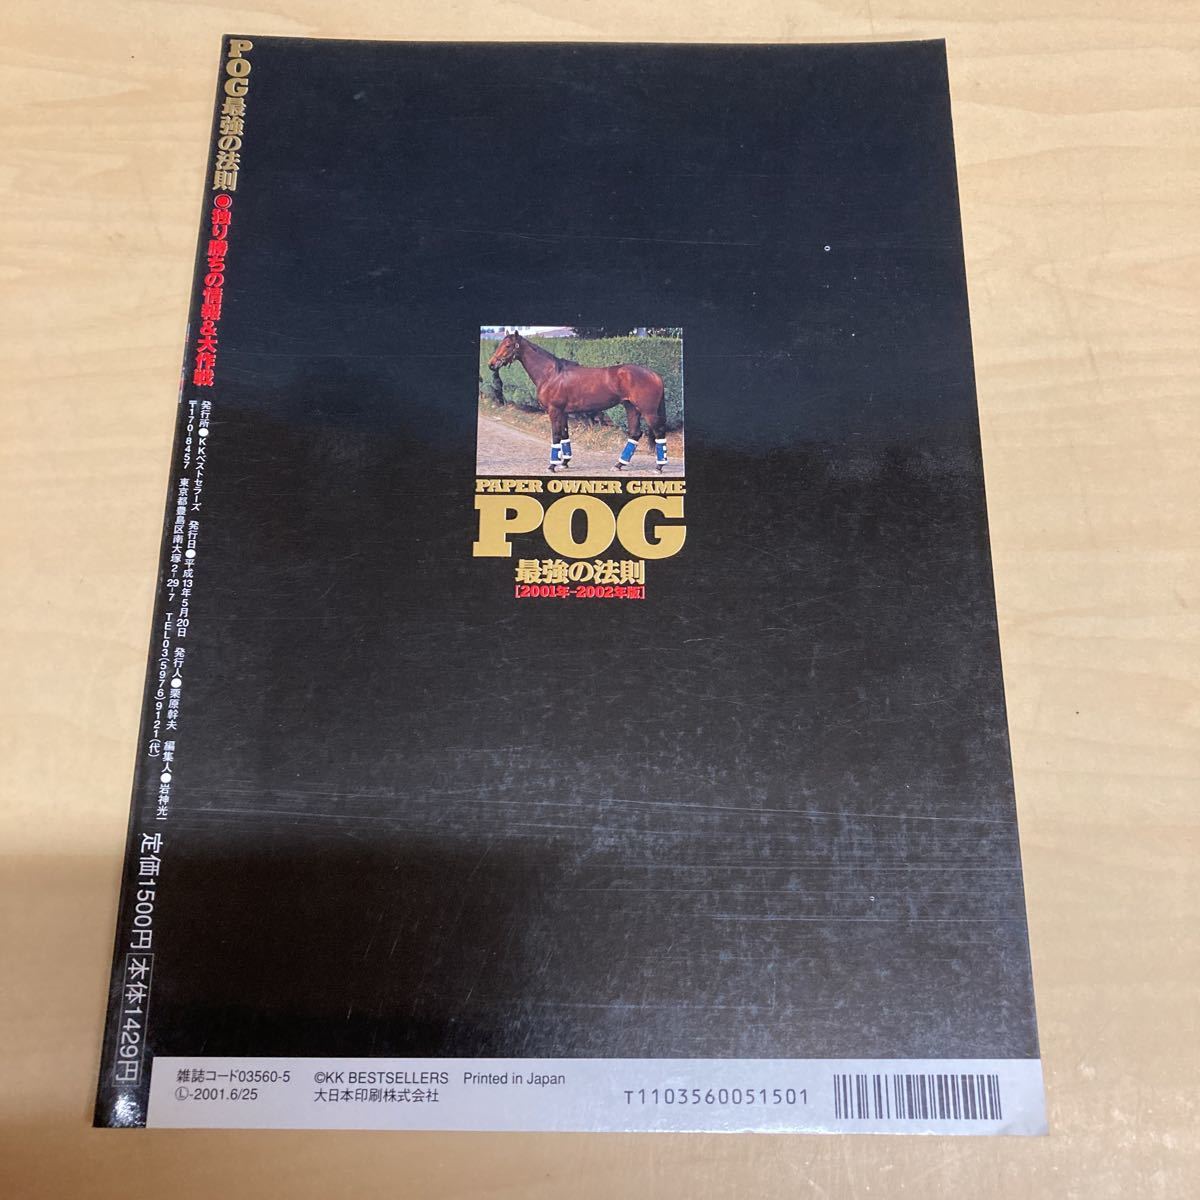 POG最強の法則◉独り勝ちの情報&大作戦
発行所●KKベストセラーズ 発行日●平成13年5月20日 発行人●栗原幹夫 編集人●岩神光一
〒170-8457 東京都豊島区南大塚2-29-7 TEL03(5976)9121(代)
定価1500円 本体1429円
PAPER OWNER GAME
POG
最強の法則
[2001年-2002年版]
雑誌コード03560-5 ©KK BESTSELLERS Printed in Japan
Ⓛ-2001.6/25 大日本印刷株式会社
T1103560051501